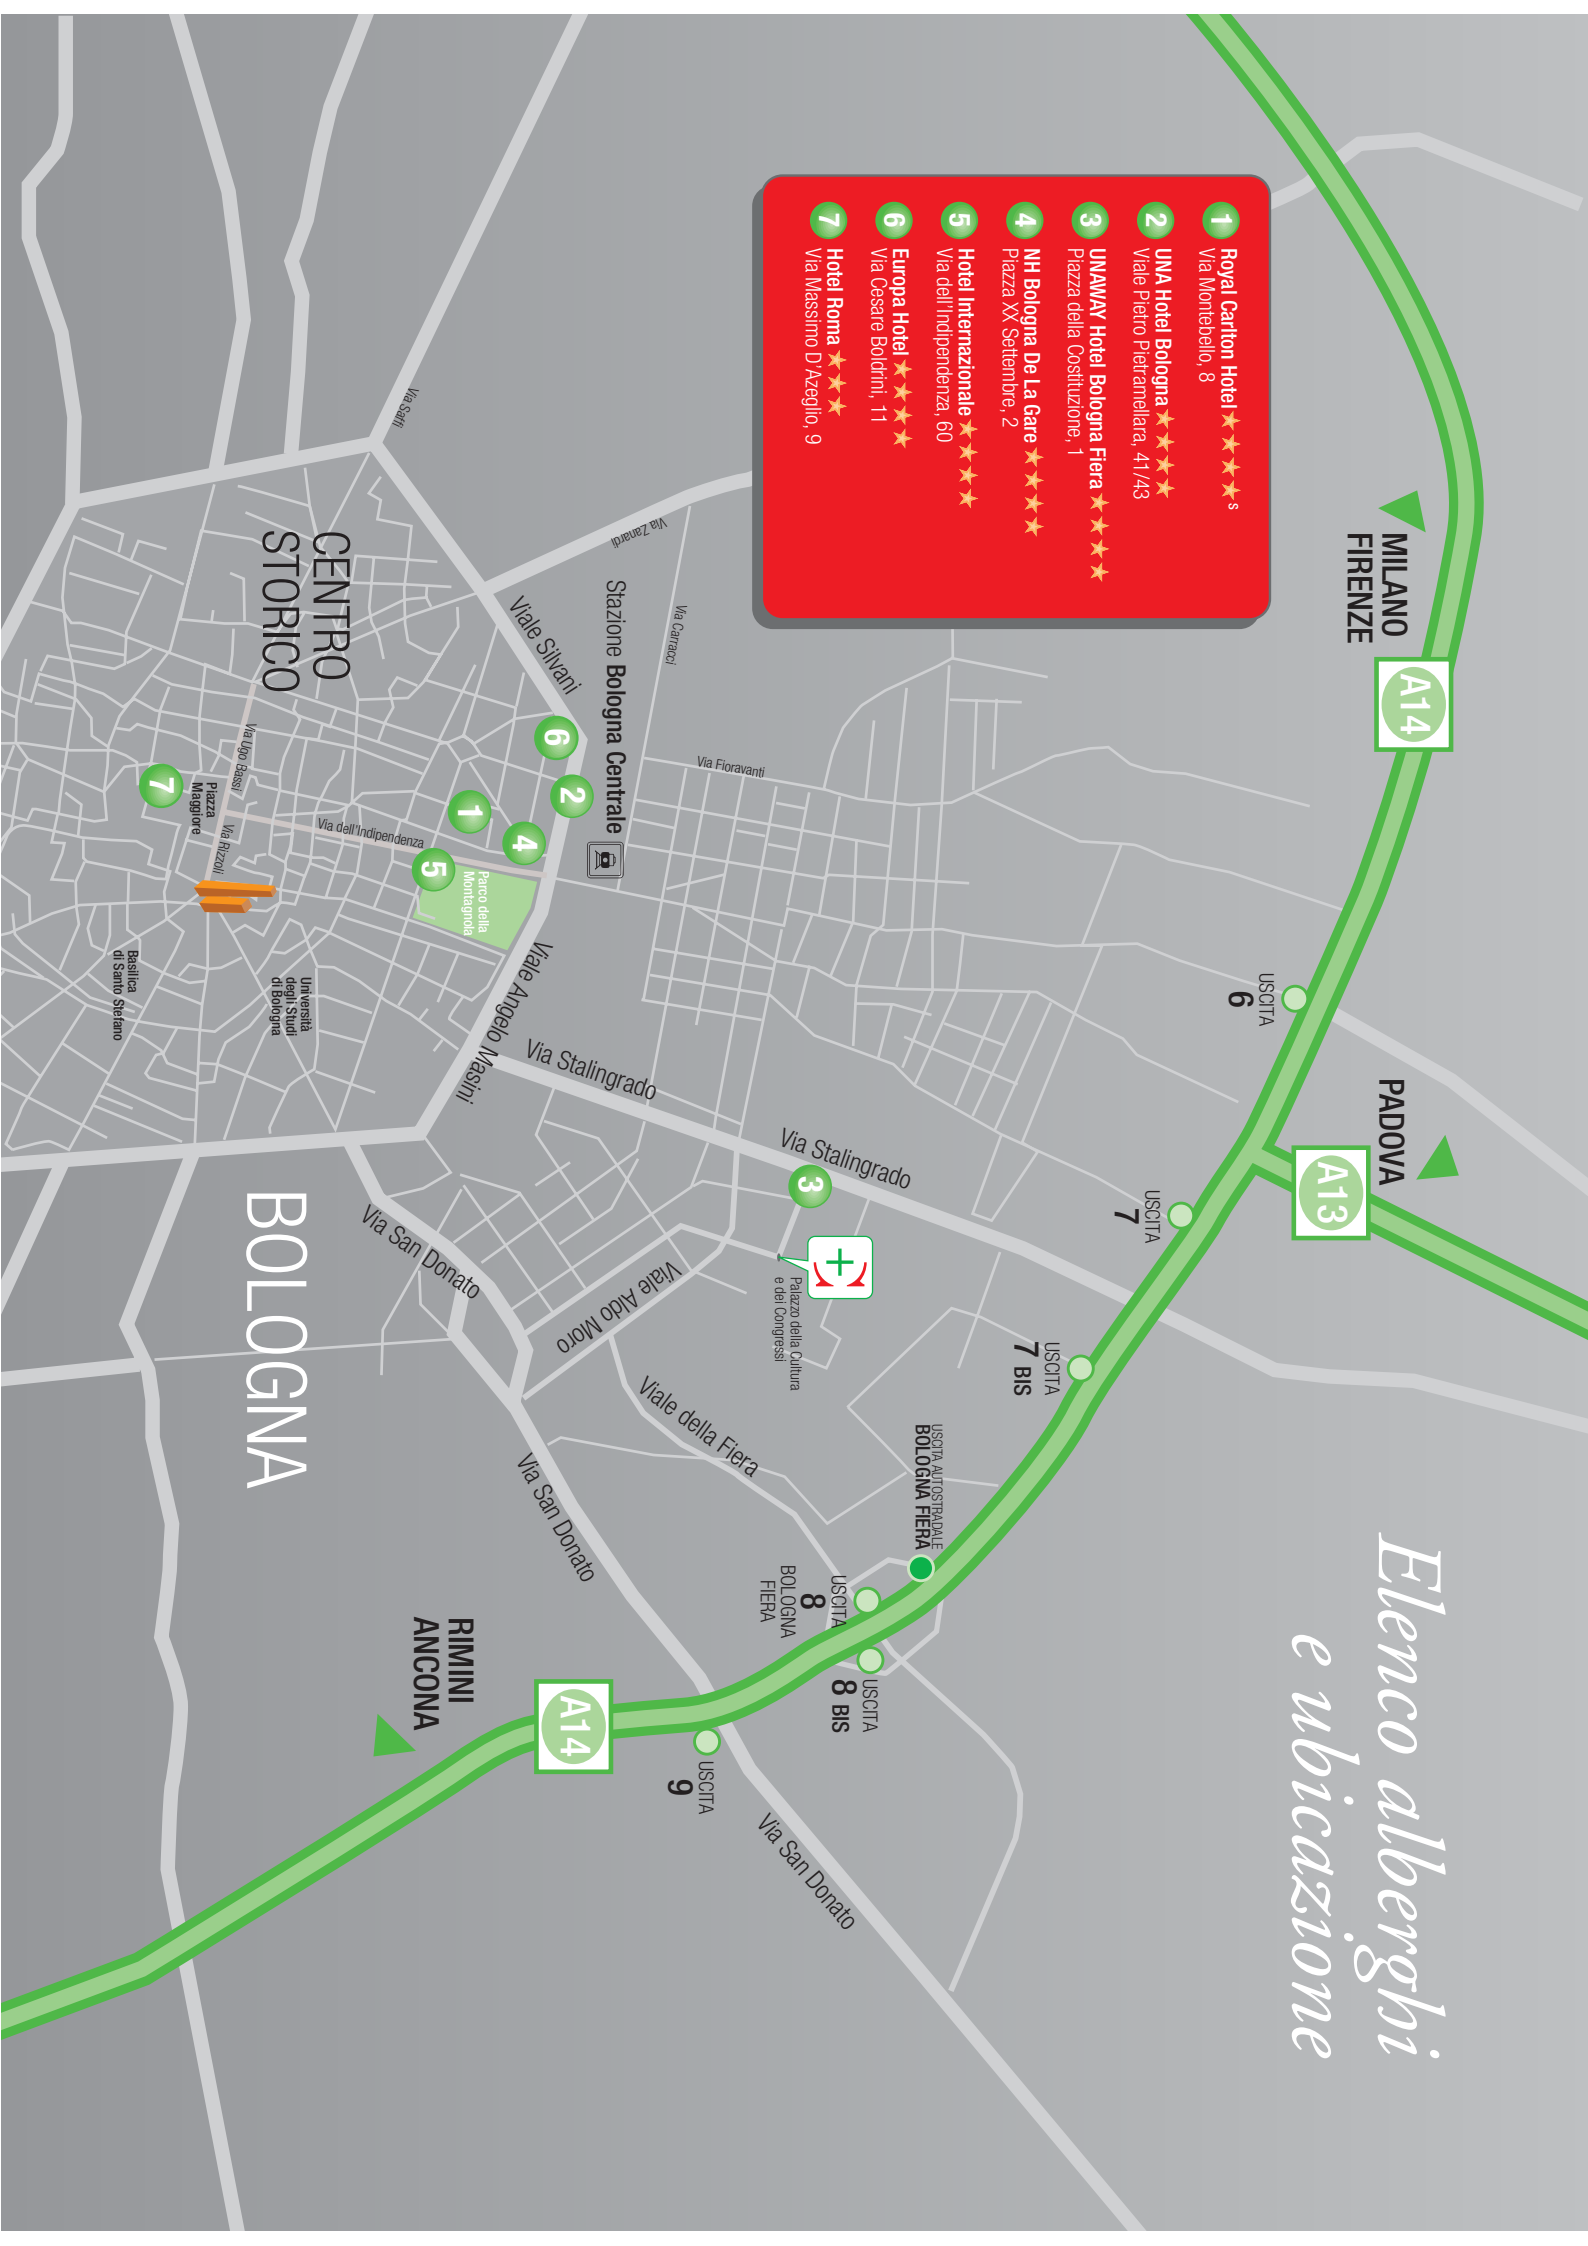 Elenco alberghi
e ubicazione
1 Royal Carlton Hotel ★★★★s
Via Montebello, 8
2 UNA Hotel Bologna ★★★★
Viale Pietro Pietramellara, 41/43
3 UNAWAY Hotel Bologna Fiera ★★★★
Piazza della Costituzione, 1
4 NH Bologna De La Gare ★★★★
Piazza XX Settembre, 2
5 Hotel Internazionale ★★★★
Via dell'Indipendenza, 60
6 Europa Hotel ★★★★
Via Cesare Boldrini, 11
7 Hotel Roma ★★★
Via Massimo D'Azeglio, 9
MILANO
FIRENZE
A14
PADOVA
A13
USCITA
6
USCITA
7
USCITA
7 BIS
USCITA AUTOSTRADALE
BOLOGNA FIERA
USCITA
8
BOLOGNA
FIERA
USCITA
8 BIS
USCITA
9
A14
RIMINI
ANCONA
Via Saffi
Via Zanardi
Via Carracci
Stazione Bologna Centrale
Viale Silvani
Via Fioravanti
6
2
1
4
5
7
3
CENTRO
STORICO
Via Ugo Bassi
Piazza
Maggiore
Via Rizzoli
Via dell'Indipendenza
Parco della
Montagnola
Viale Angelo Masini
Università
degli Studi
di Bologna
Basilica
di Santo Stefano
Via Stalingrado
Via Stalingrado
Palazzo della Cultura
e dei Congressi
Viale Aldo Moro
Viale della Fiera
Via San Donato
Via San Donato
Via San Donato
BOLOGNA